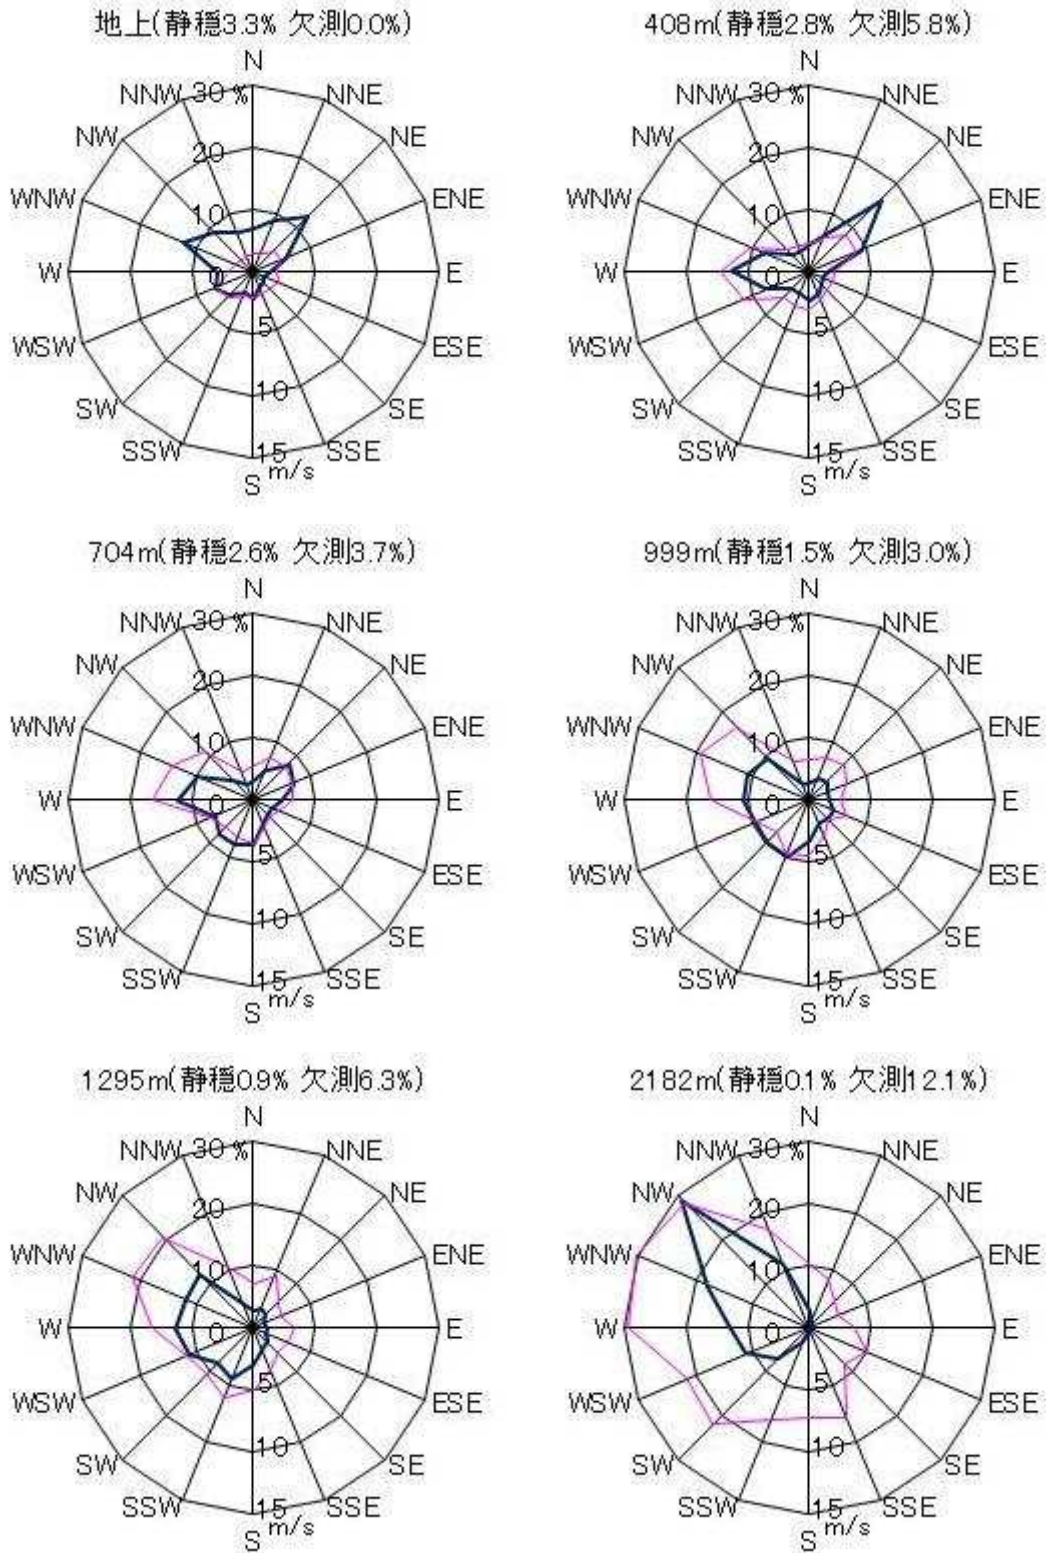 地上(静穏3.3% 欠測0.0%)
N
NNW 30% NNE
NW 20 NE
WNW 10 ENE
W 0 E
WSW 5 ESE
SW 10 SE
SSW 15 m/s SSE
S
408m(静穏2.8% 欠測5.8%)
N
NNW 30% NNE
NW 20 NE
WNW 10 ENE
W 0 E
WSW 5 ESE
SW 10 SE
SSW 15 m/s SSE
S
704m(静穏2.6% 欠測3.7%)
N
NNW 30% NNE
NW 20 NE
WNW 10 ENE
W 0 E
WSW 5 ESE
SW 10 SE
SSW 15 m/s SSE
S
999m(静穏1.5% 欠測3.0%)
N
NNW 30% NNE
NW 20 NE
WNW 10 ENE
W 0 E
WSW 5 ESE
SW 10 SE
SSW 15 m/s SSE
S
1295m(静穏0.9% 欠測6.3%)
N
NNW 30% NNE
NW 20 NE
WNW 10 ENE
W 0 E
WSW 5 ESE
SW 10 SE
SSW 15 m/s SSE
S
2182m(静穏0.1% 欠測12.1%)
N
NNW 30% NNE
NW 20 NE
WNW 10 ENE
W 0 E
WSW 5 ESE
SW 10 SE
SSW 15 m/s SSE
S